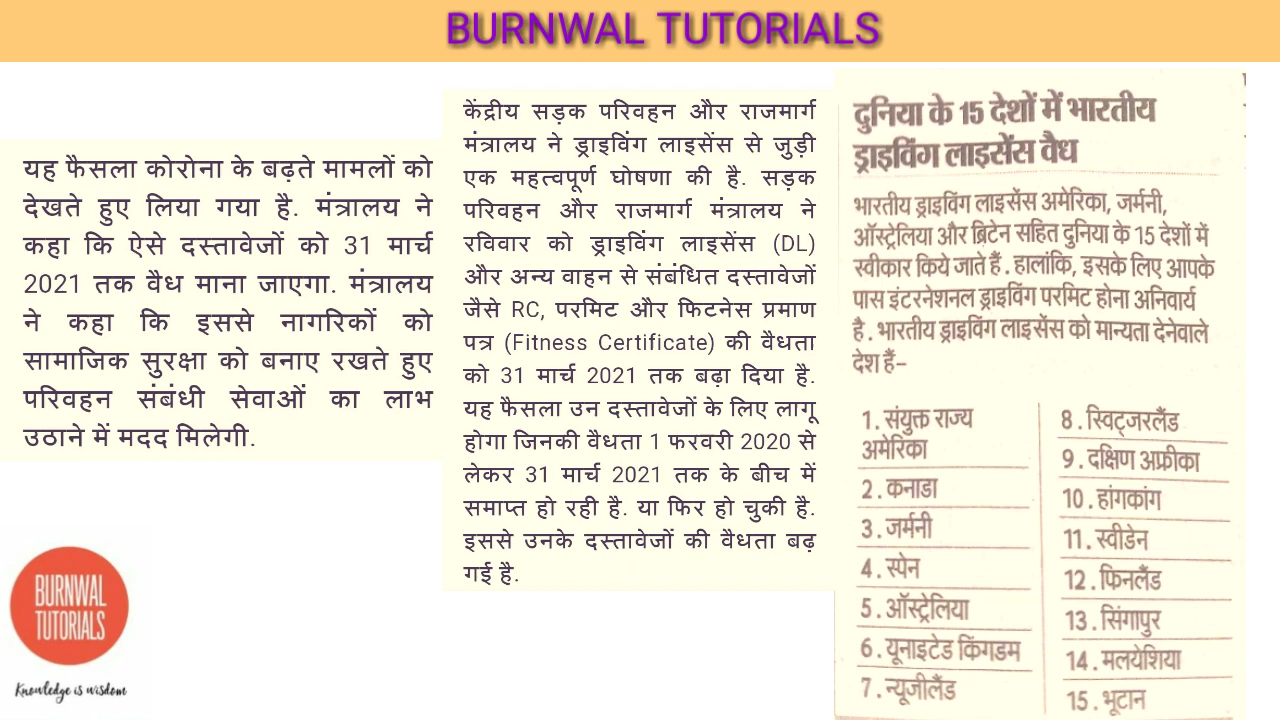 BURNWAL TUTORIALS
यह फैसला कोरोना के बढ़ते मामलों को
देखते हुए लिया गया है. मंत्रालय ने
कहा कि ऐसे दस्तावेजों को 31 मार्च
2021 तक वैध माना जाएगा. मंत्रालय
ने कहा कि इससे नागरिकों को
सामाजिक सुरक्षा को बनाए रखते हुए
परिवहन संबंधी सेवाओं का लाभ
उठाने में मदद मिलेगी.
BURNWAL
TUTORIALS
Knowledge is wisdom
केंद्रीय सड़क परिवहन और राजमार्ग
मंत्रालय ने ड्राइविंग लाइसेंस से जुड़ी
एक महत्वपूर्ण घोषणा की है. सड़क
परिवहन और राजमार्ग मंत्रालय ने
रविवार को ड्राइविंग लाइसेंस (DL)
और अन्य वाहन से संबंधित दस्तावेजों
जैसे RC, परमिट और फिटनेस प्रमाण
पत्र (Fitness Certificate) की वैधता
को 31 मार्च 2021 तक बढ़ा दिया है.
यह फैसला उन दस्तावेजों के लिए लागू
होगा जिनकी वैधता 1 फरवरी 2020 से
लेकर 31 मार्च 2021 तक के बीच में
समाप्त हो रही है. या फिर हो चुकी है.
इससे उनके दस्तावेजों की वैधता बढ़
गई है.
दुनिया के 15 देशों में भारतीय
ड्राइविंग लाइसेंस वैध
भारतीय ड्राइविंग लाइसेंस अमेरिका, जर्मनी,
ऑस्ट्रेलिया और ब्रिटेन सहित दुनिया के 15 देशों में
स्वीकार किये जाते हैं. हालांकि, इसके लिए आपके
पास इंटरनेशनल ड्राइविंग परमिट होना अनिवार्य
है. भारतीय ड्राइविंग लाइसेंस को मान्यता देनेवाले
देश हैं-
1. संयुक्त राज्य
अमेरिका
2. कनाडा
3. जर्मनी
4. स्पेन
5. ऑस्ट्रेलिया
6. यूनाइटेड किंगडम
7. न्यूजीलैंड
8. स्विट्जरलैंड
9. दक्षिण अफ्रीका
10. हांगकांग
11. स्वीडेन
12. फिनलैंड
13. सिंगापुर
14. मलयेशिया
15. भूटान